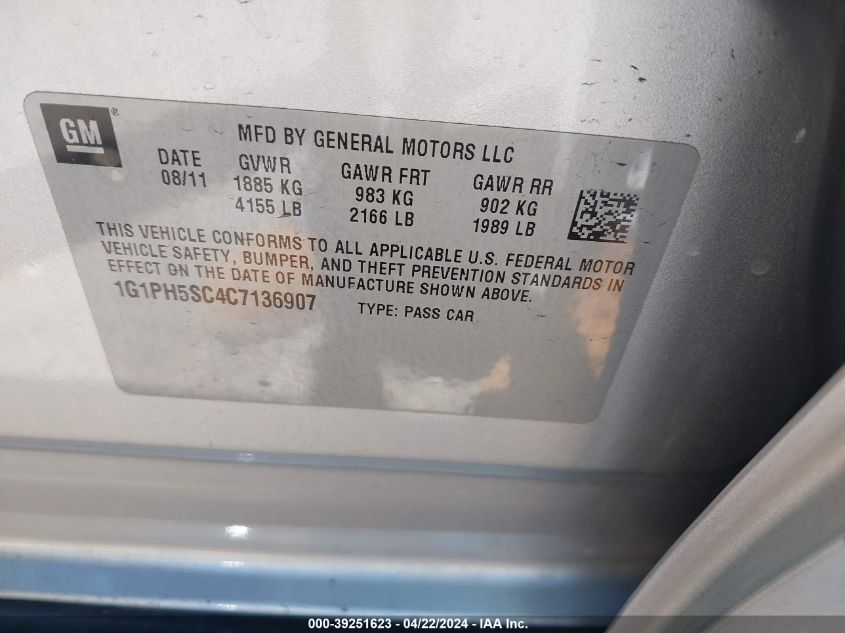 GM®
MFD BY GENERAL MOTORS LLC
DATE GVWR GAWR FRT GAWR RR
08/11 1885 KG 983 KG 902 KG
4155 LB 2166 LB 1989 LB
THIS VEHICLE CONFORMS TO ALL APPLICABLE U.S. FEDERAL MOTOR
VEHICLE SAFETY, BUMPER, AND THEFT PREVENTION STANDARDS IN
EFFECT ON THE DATE OF MANUFACTURE SHOWN ABOVE.
1G1PH5SC4C7136907 TYPE: PASS CAR
000-39251623 - 04/22/2024 - IAA Inc.